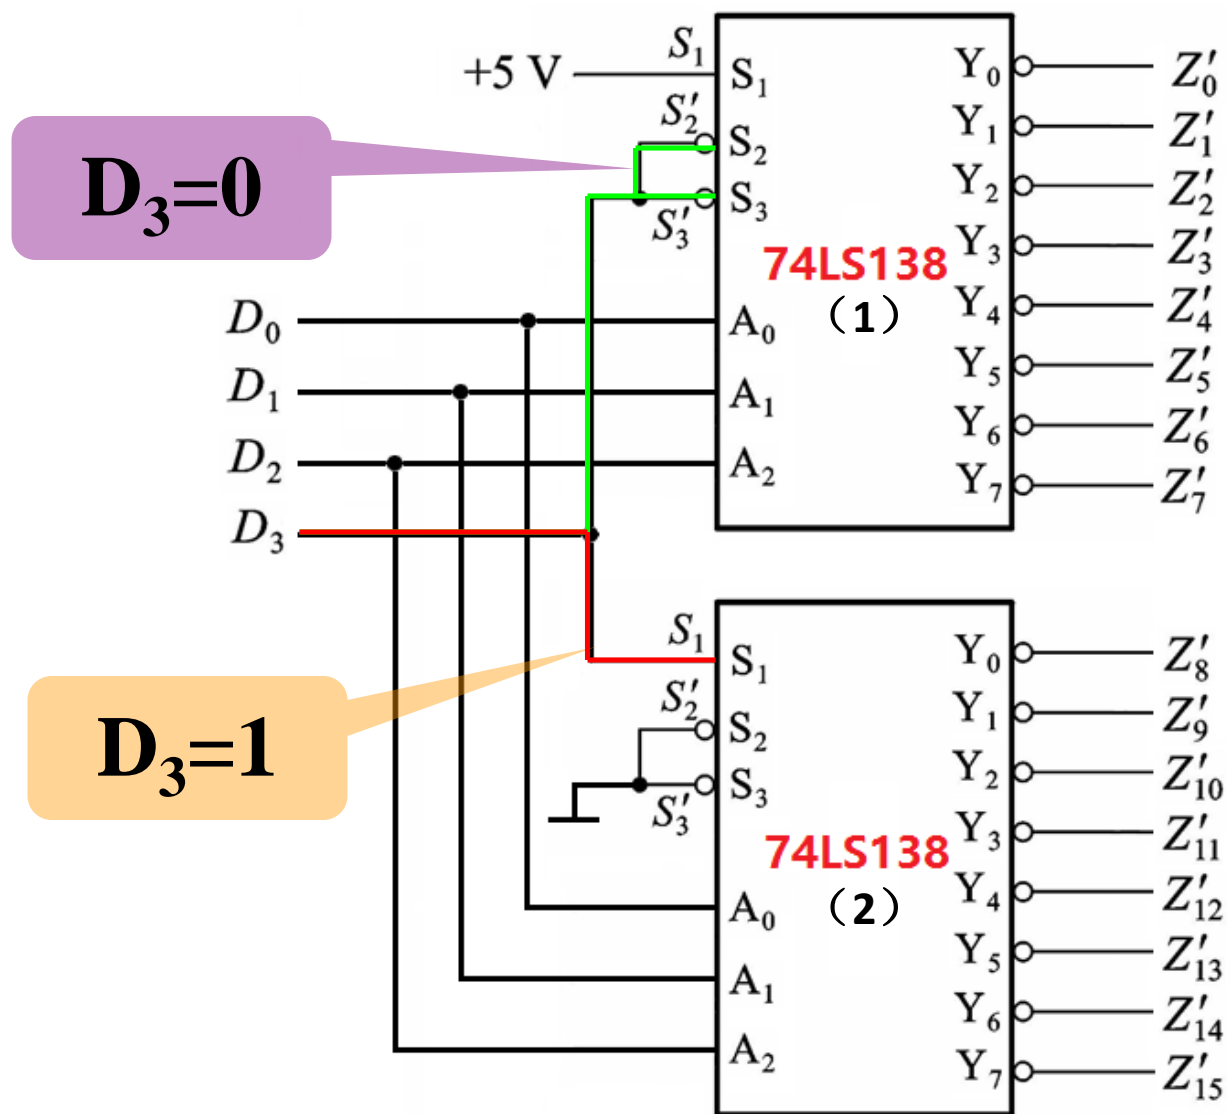 +5 V
S₁
S₁
S₂′
S₂
S₃
S₃′
D₃=0
74LS138
（1）
D₀
A₀
D₁
A₁
D₂
A₂
D₃
Y₀ Z₀′
Y₁ Z₁′
Y₂ Z₂′
Y₃ Z₃′
Y₄ Z₄′
Y₅ Z₅′
Y₆ Z₆′
Y₇ Z₇′
D₃=1
S₁
S₁
S₂′
S₂
S₃
S₃′
74LS138
（2）
A₀
A₁
A₂
Y₀ Z₈′
Y₁ Z₉′
Y₂ Z₁₀′
Y₃ Z₁₁′
Y₄ Z₁₂′
Y₅ Z₁₃′
Y₆ Z₁₄′
Y₇ Z₁₅′